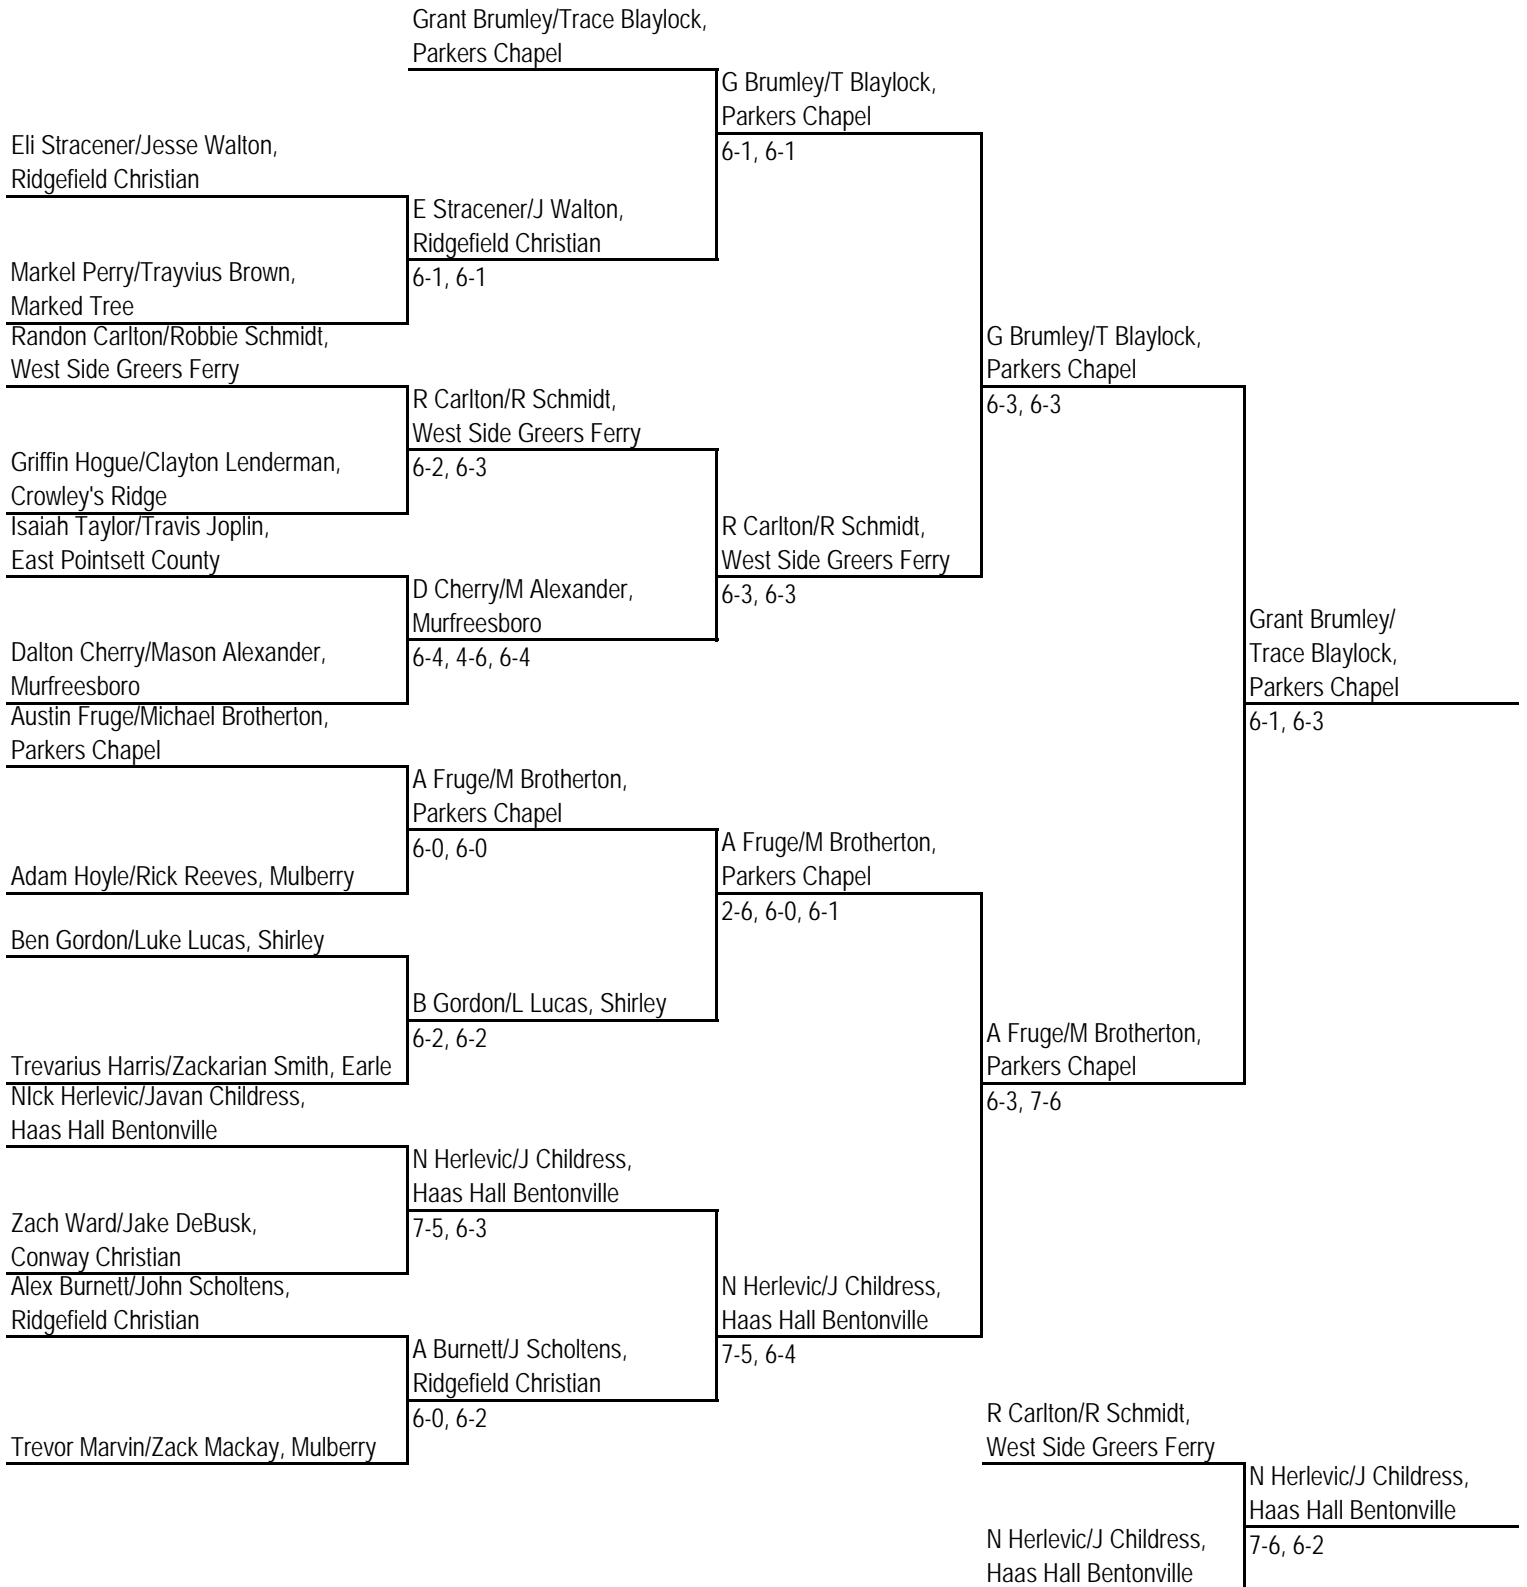 Grant Brumley/Trace Blaylock,
Parkers Chapel
G Brumley/T Blaylock,
Parkers Chapel
6-1, 6-1
Eli Stracener/Jesse Walton,
Ridgefield Christian
E Stracener/J Walton,
Ridgefield Christian
6-1, 6-1
Markel Perry/Trayvius Brown,
Marked Tree
Randon Carlton/Robbie Schmidt,
West Side Greers Ferry
G Brumley/T Blaylock,
Parkers Chapel
6-3, 6-3
R Carlton/R Schmidt,
West Side Greers Ferry
6-2, 6-3
Griffin Hogue/Clayton Lenderman,
Crowley's Ridge
Isaiah Taylor/Travis Joplin,
East Pointsett County
R Carlton/R Schmidt,
West Side Greers Ferry
6-3, 6-3
D Cherry/M Alexander,
Murfreesboro
6-4, 4-6, 6-4
Grant Brumley/
Trace Blaylock,
Parkers Chapel
6-1, 6-3
Dalton Cherry/Mason Alexander,
Murfreesboro
Austin Fruge/Michael Brotherton,
Parkers Chapel
A Fruge/M Brotherton,
Parkers Chapel
6-0, 6-0
A Fruge/M Brotherton,
Parkers Chapel
2-6, 6-0, 6-1
Adam Hoyle/Rick Reeves, Mulberry
Ben Gordon/Luke Lucas, Shirley
B Gordon/L Lucas, Shirley
6-2, 6-2
A Fruge/M Brotherton,
Parkers Chapel
6-3, 7-6
Trevarius Harris/Zackarian Smith, Earle
NIck Herlevic/Javan Childress,
Haas Hall Bentonville
N Herlevic/J Childress,
Haas Hall Bentonville
7-5, 6-3
Zach Ward/Jake DeBusk,
Conway Christian
Alex Burnett/John Scholtens,
Ridgefield Christian
N Herlevic/J Childress,
Haas Hall Bentonville
7-5, 6-4
A Burnett/J Scholtens,
Ridgefield Christian
6-0, 6-2
Trevor Marvin/Zack Mackay, Mulberry
R Carlton/R Schmidt,
West Side Greers Ferry
N Herlevic/J Childress,
Haas Hall Bentonville
7-6, 6-2
N Herlevic/J Childress,
Haas Hall Bentonville